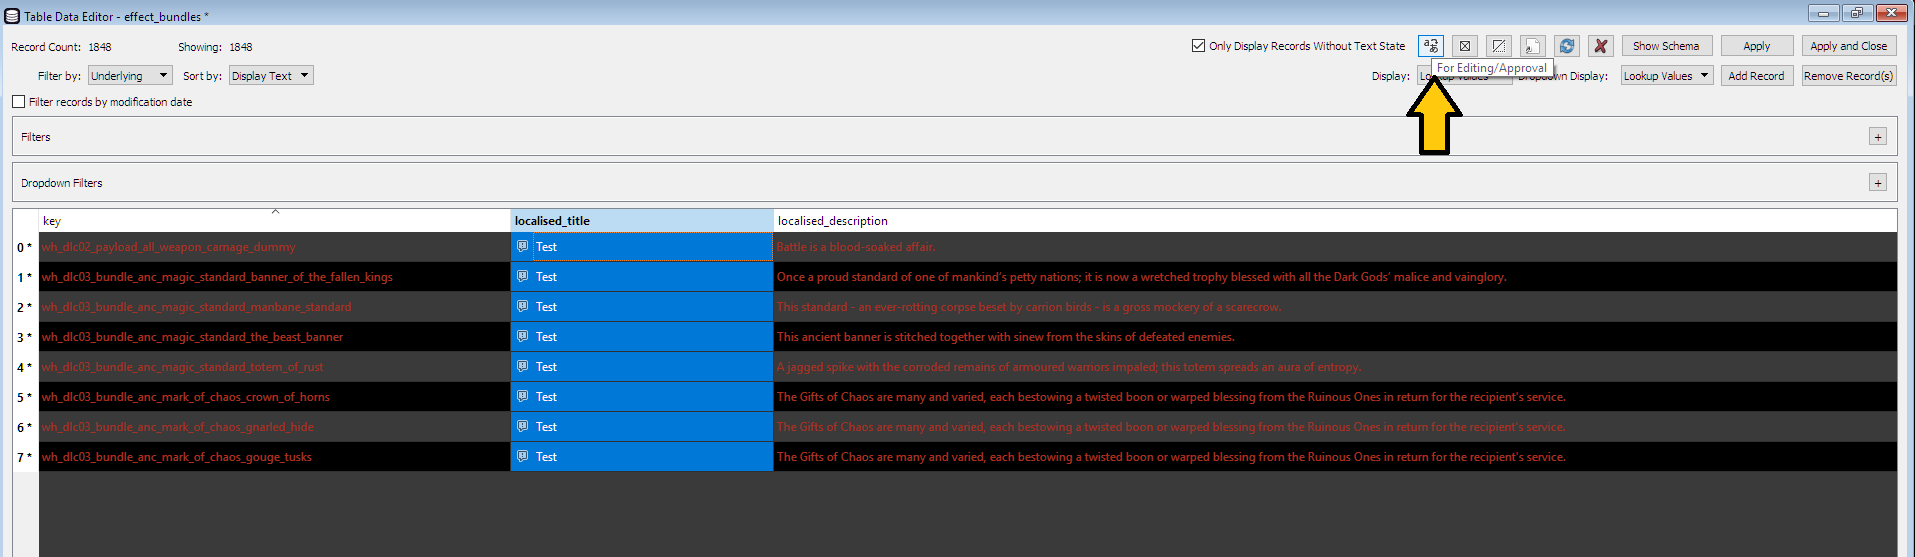 Table Data Editor - effect_bundles *
Record Count: 1848 Showing: 1848
Only Display Records Without Text State Show Schema Apply Apply and Close
For Editing/Approval
Filter by: Underlying Sort by: Display Text
Display: Lookup Values Dropdown Display: Lookup Values Add Record Remove Record(s)
Filter records by modification date
Filters +
Dropdown Filters +
key localised_title localised_description
0 * wh_dlc02_payload_all_weapon_carnage_dummy Test Battle is a blood-soaked affair.
1 * wh_dlc03_bundle_anc_magic_standard_banner_of_the_fallen_kings Test Once a proud standard of one of mankind's petty nations; it is now a wretched trophy blessed with all the Dark Gods' malice and vainglory.
2 * wh_dlc03_bundle_anc_magic_standard_manbane_standard Test This standard - an ever-rotting corpse beset by carrion birds - is a gross mockery of a scarecrow.
3 * wh_dlc03_bundle_anc_magic_standard_the_beast_banner Test This ancient banner is stitched together with sinew from the skins of defeated enemies.
4 * wh_dlc03_bundle_anc_magic_standard_totem_of_rust Test A jagged spike with the corroded remains of armoured warriors impaled; this totem spreads an aura of entropy.
5 * wh_dlc03_bundle_anc_mark_of_chaos_crown_of_horns Test The Gifts of Chaos are many and varied, each bestowing a twisted boon or warped blessing from the Ruinous Ones in return for the recipient's service.
6 * wh_dlc03_bundle_anc_mark_of_chaos_gnarled_hide Test The Gifts of Chaos are many and varied, each bestowing a twisted boon or warped blessing from the Ruinous Ones in return for the recipient's service.
7 * wh_dlc03_bundle_anc_mark_of_chaos_gouge_tusks Test The Gifts of Chaos are many and varied, each bestowing a twisted boon or warped blessing from the Ruinous Ones in return for the recipient's service.